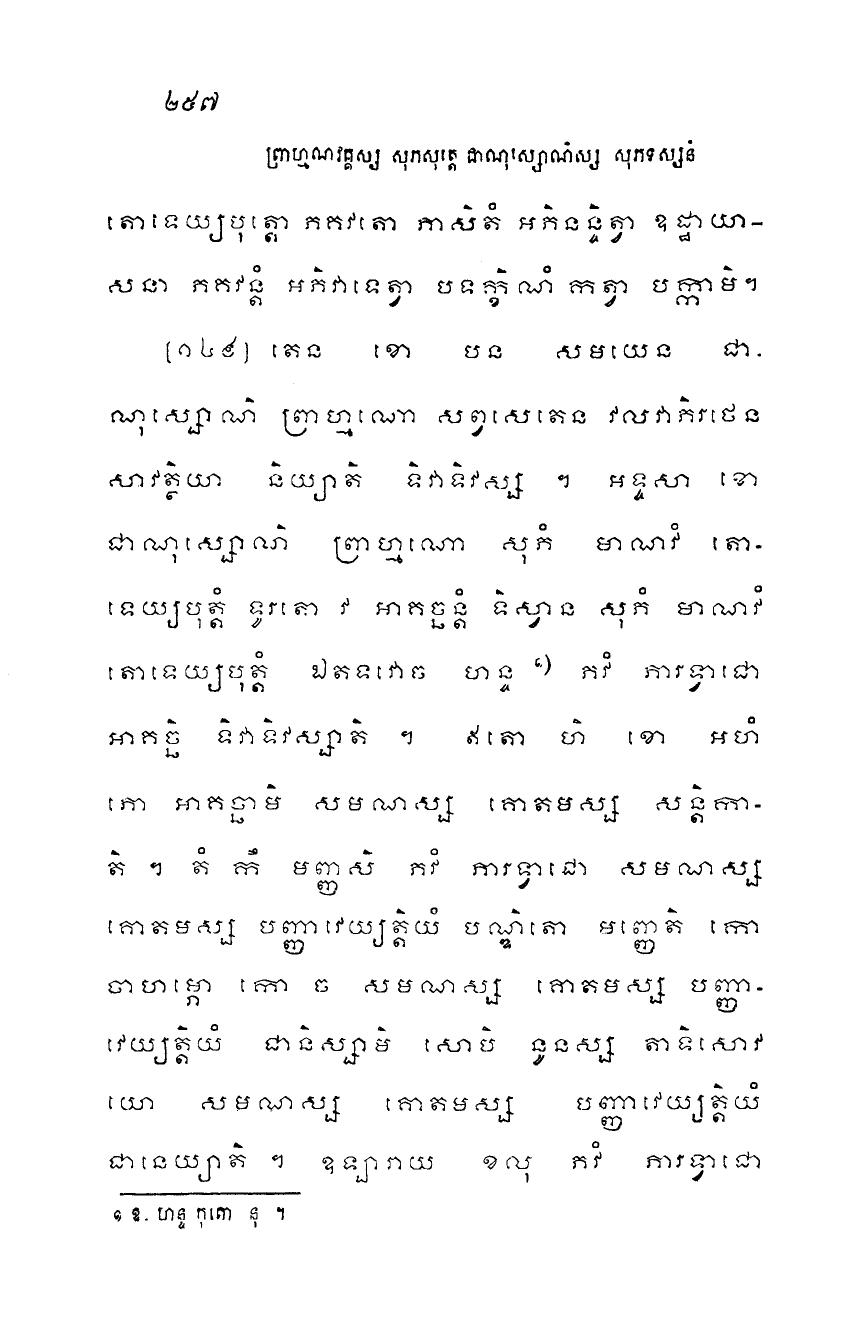 ២៥៧
ព្រាហ្មណវគ្គស្ស សុភសុត្តេ ជាណុស្សោណិស្ស សុភទស្សនំ
តោទេយ្យបុត្តោ ភគវតោ ភាសិតំ អភិនន្ទិត្វា ឧដ្ឋាយា-
សនា ភគវន្តំ អភិវាទេត្វា បទក្ខិណំ កត្វា បក្កាមិ។
[១៤៩] តេន ខោ បន សមយេន ជា-
ណុស្សោណិ ព្រាហ្មណោ សព្វសេតេន វលវាភិរថេន
សាវត្ថិយា និយ្យាតិ ទិវាទិវស្ស ។ អទ្ទសា ខោ
ជាណុស្សោណិ ព្រាហ្មណោ សុភំ មាណវំ តោ-
ទេយ្យបុត្តំ ទូរតោ វ អាគច្ឆន្តំ ទិស្វាន សុភំ មាណវំ
តោទេយ្យបុត្តំ ឯតទវោច ហន្ទ ១) ភវំ ភារទ្វាជោ
អាគច្ឆិ ទិវាទិវស្សាតិ ។ ឥតោ ហិ ខោ អហំ
ភោ អាគច្ឆាមិ សមណស្ស គោតមស្ស សន្តិកា-
តិ ។ តំ កឹ មញ្ញសិ ភវំ ភារទ្វាជោ សមណស្ស
គោតមស្ស បញ្ញាវេយ្យត្តិយំ បណ្ឌិតោ មញ្ញេតិ កោ
ចាហម្ភោ កោ ច សមណស្ស គោតមស្ស បញ្ញា-
វេយ្យត្តិយំ ជានិស្សាមិ សោបិ នូនស្ស តាទិសោវ
យោ សមណស្ស គោតមស្ស បញ្ញាវេយ្យត្តិយំ
ជានេយ្យាតិ ។ ឧឡារាយ ខលុ ភវំ ភារទ្វាជោ
១ ឱ. ហន្ទ កុតោ នុ ។